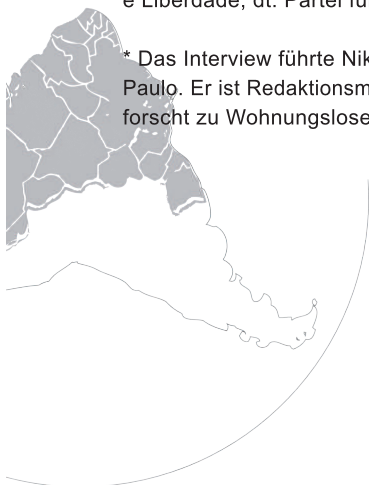 e Liberdade, dt. Partei fü
* Das Interview führte Nik
Paulo. Er ist Redaktionsm
forscht zu Wohnungslose